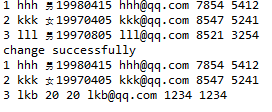 1 hhh 男19980415 hhh@qq.com 7854 5412
2 kkk 女19970405 kkk@qq.com 8547 5241
3 lll 男19970805 lll@qq.com 8521 3254
change successfully
1 hhh 男19980415 hhh@qq.com 7854 5412
2 kkk 女19970405 kkk@qq.com 8547 5241
3 lkb 20 20 lkb@qq.com 1234 1234